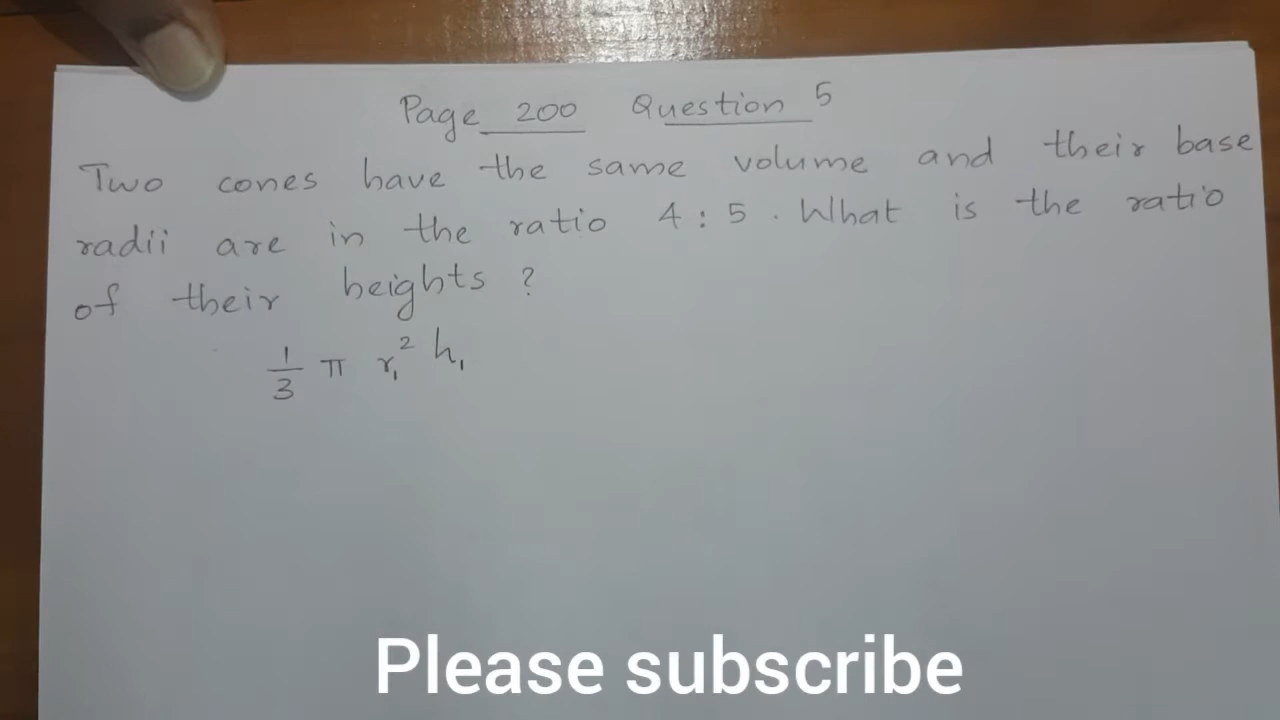 Page 200 Question 5
Two cones have the same volume and their base
radii are in the ratio 4 : 5 . What is the ratio
of their heights ?
1/3 π r₁² h₁
Please subscribe